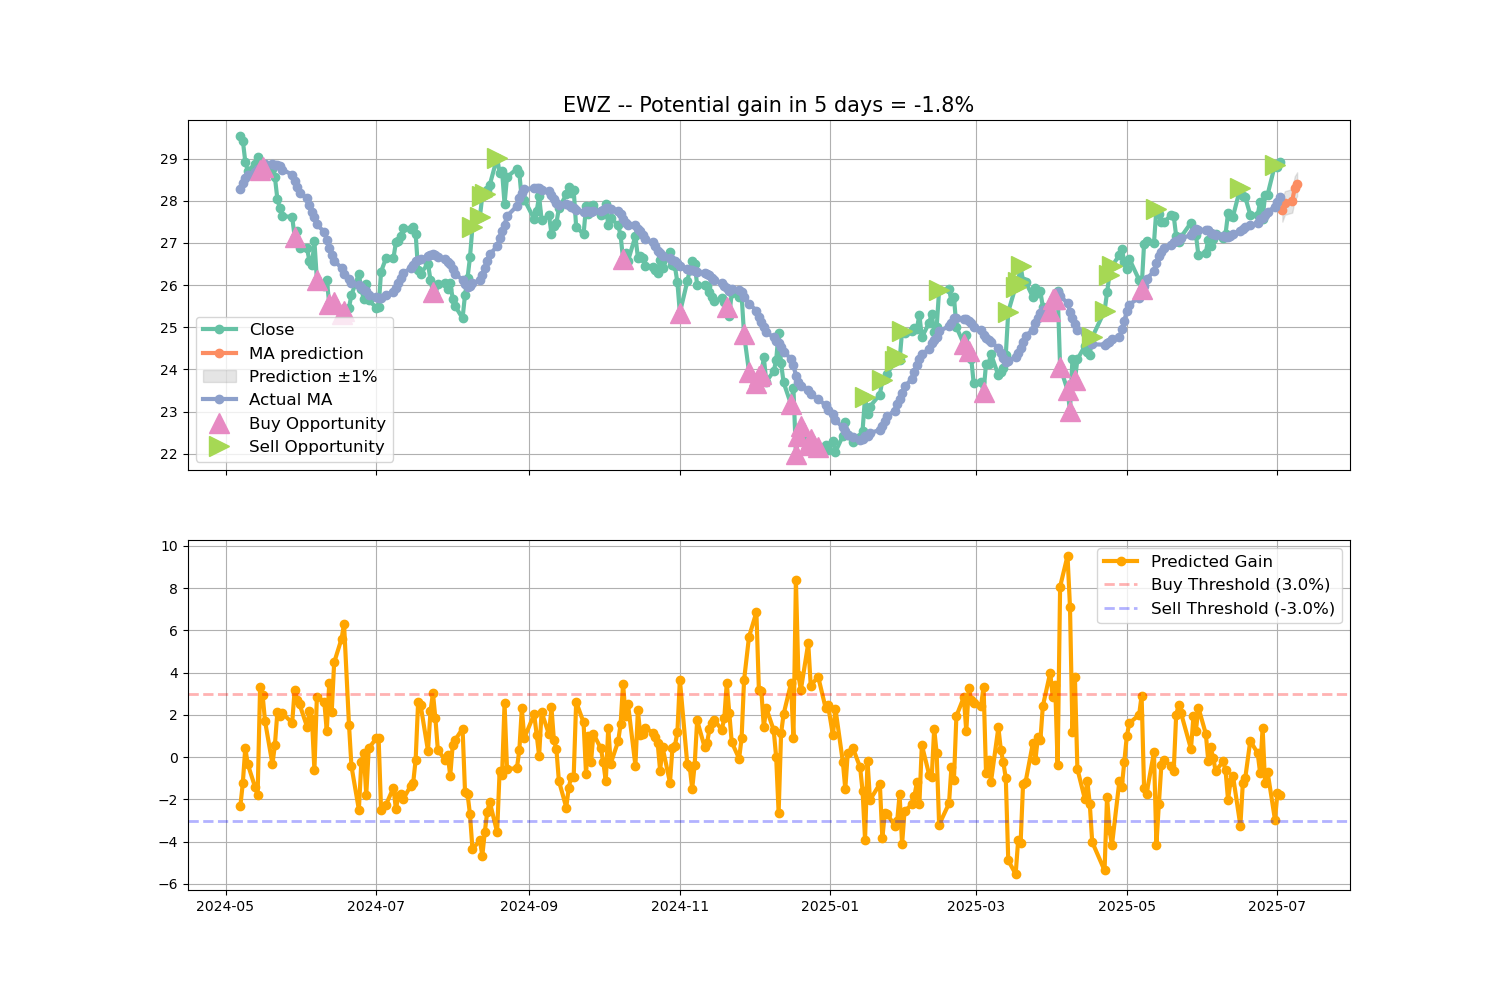 EWZ -- Potential gain in 5 days = -1.8%
29
28
27
26
25
24
23
22
Close
MA prediction
Prediction ±1%
Actual MA
Buy Opportunity
Sell Opportunity
10
8
6
4
2
0
−2
−4
−6
Predicted Gain
Buy Threshold (3.0%)
Sell Threshold (-3.0%)
2024-05 2024-07 2024-09 2024-11 2025-01 2025-03 2025-05 2025-07